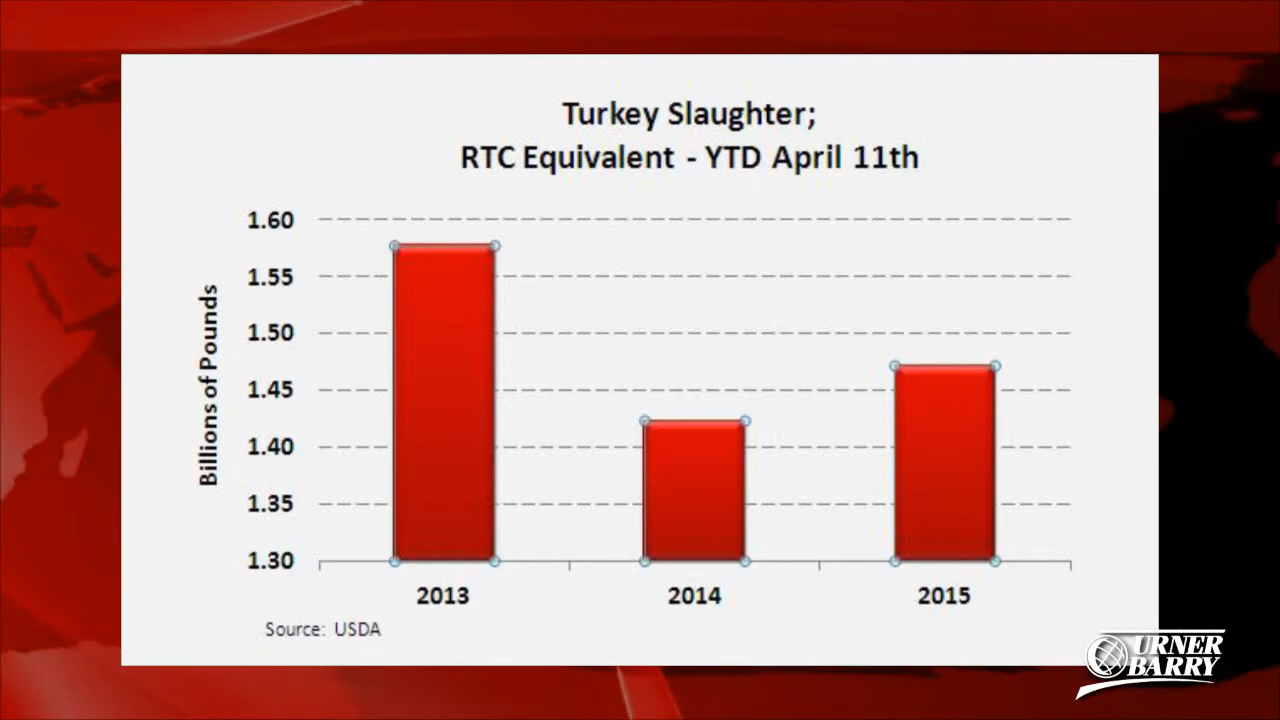 Turkey Slaughter;
RTC Equivalent - YTD April 11th
1.60
1.55
1.50
1.45
1.40
1.35
1.30
Billions of Pounds
2013 2014 2015
Source: USDA
URNER
BARRY